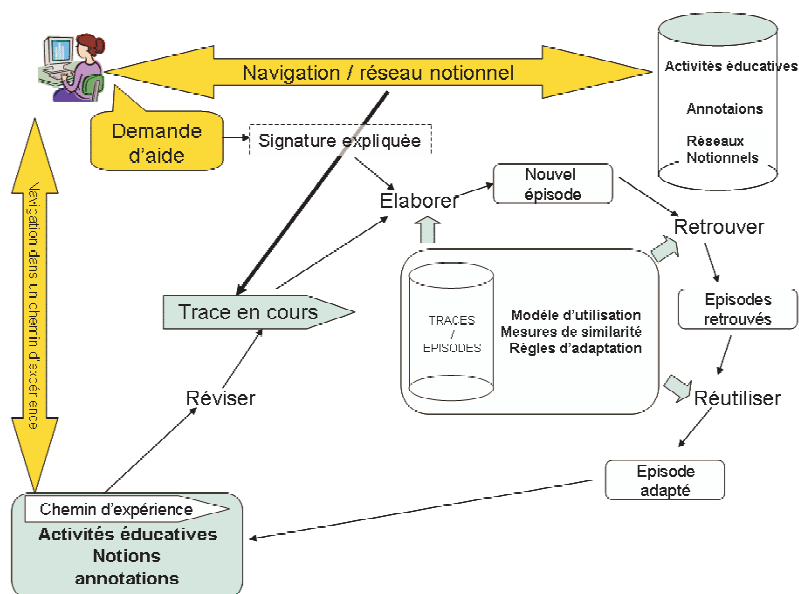 Navigation / réseau notionnel
Activités éducatives
Annotaions
Réseaux
Notionnels
Demande
d'aide
Signature expliquée
Nouvel
épisode
Elaborer
Retrouver
Navigation dans un chemin d'expérience
Trace en cours
TRACES
/
EPISODES
Modèle d'utilisation
Mesures de similarité
Règles d'adaptation
Episodes
retrouvés
Réviser
Réutiliser
Episode
adapté
Chemin d'expérience
Activités éducatives
Notions
annotations